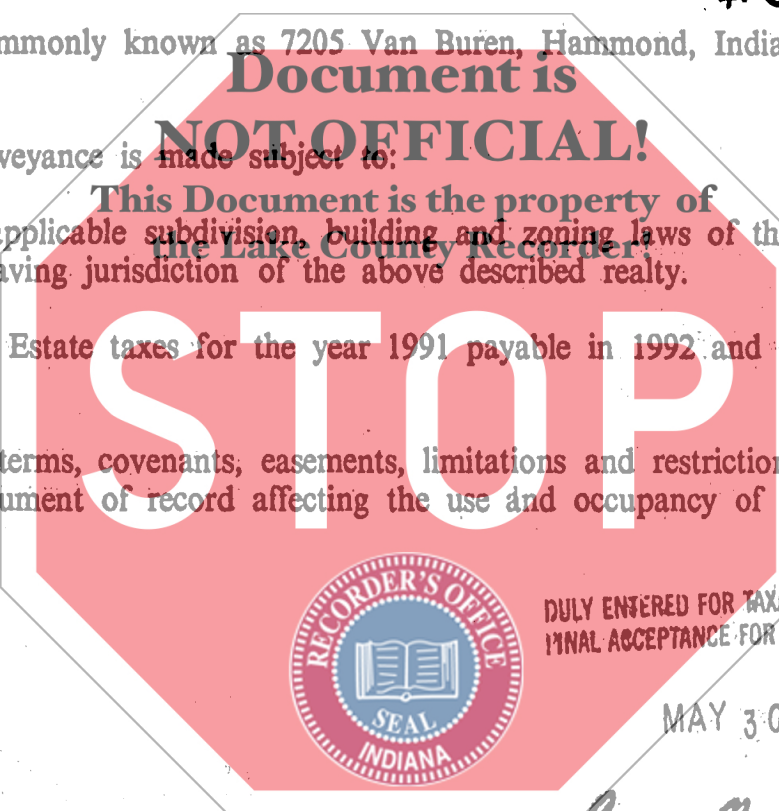 ommonly known as 7205 Van Buren, Hammond, India
Document is
NOT OFFICIAL!
veyance is made subject to:
This Document is the property of
applicable subdivision, building and zoning laws of th
the Lake County Recorder!
aving jurisdiction of the above described realty.
Estate taxes for the year 1991 payable in 1992 and
STOP
terms, covenants, easements, limitations and restriction
ument of record affecting the use and occupancy of
RECORDER'S OFFICE
SEAL
INDIANA
DULY ENTERED FOR TAXA
FINAL ACCEPTANCE FOR
MAY 30